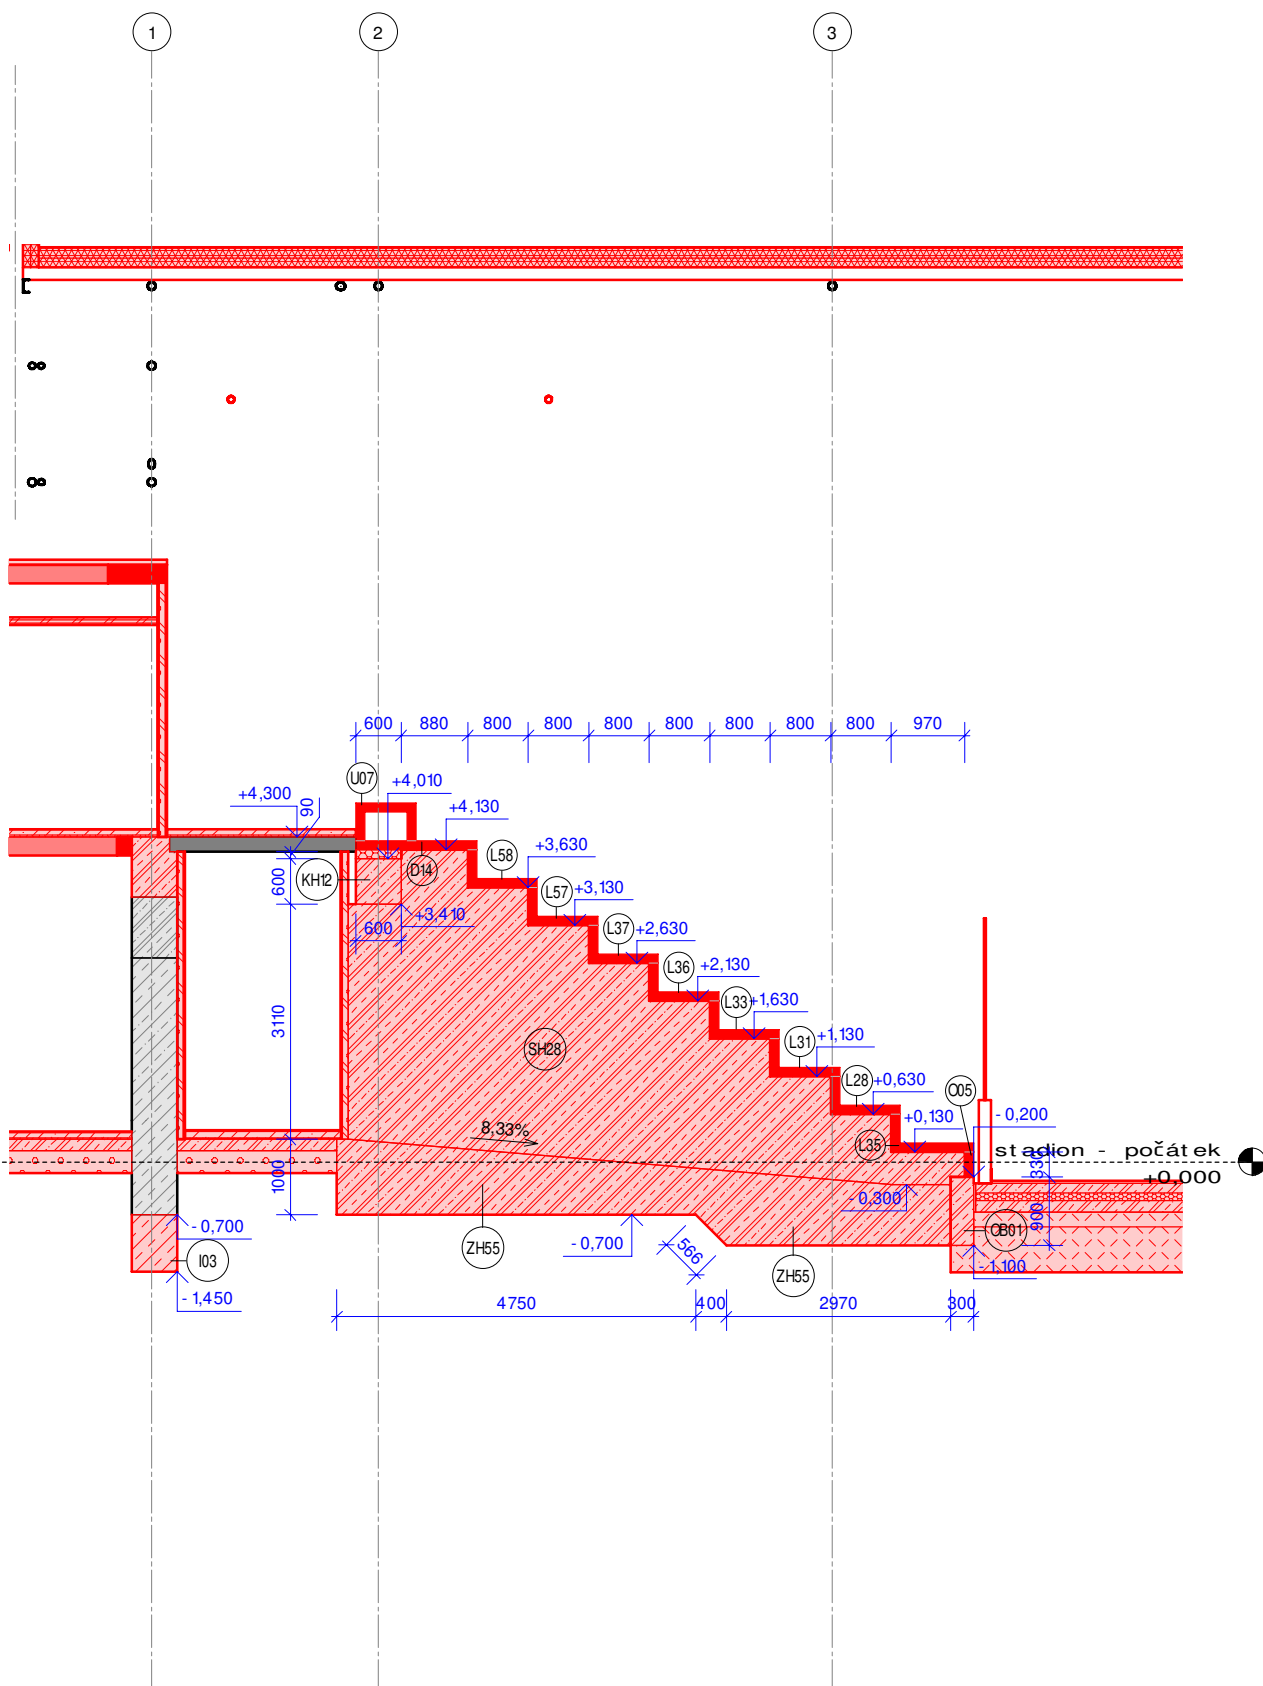 1 2 3
600 880 800 800 800 800 800 800 800 970
U07
+4,010
+4,300
90
+4,130
L58
+3,630
D14
KH12
600
L57
+3,130
+3,410
600
L37
+2,630
L36
+2,130
L33
+1,630
3110
SH28
L31
+1,130
L28
+0,630
O05
+0,130
- 0,200
8,33%
L35
stadion - počátek
+0,000
330
1000
- 0,300
900
- 0,700
OB01
I03
ZH55
- 0,700
566
ZH55
- 1,100
- 1,450
4750 400 2970 300